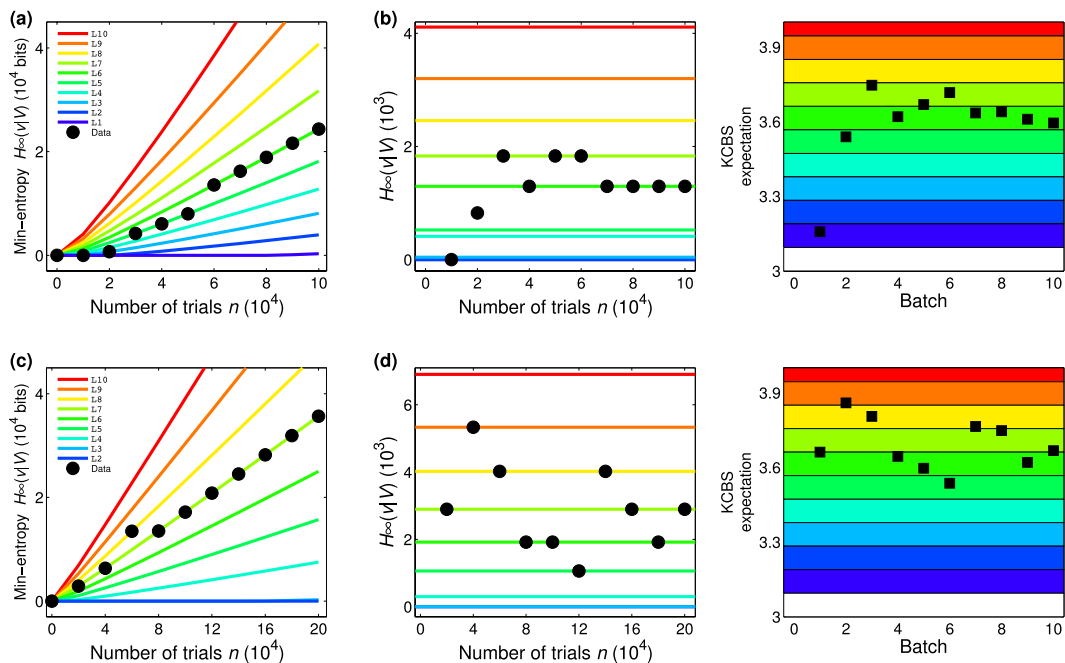 (a)
Min−entropy H∞(v|V) (10⁴ bits)
4
2
0
L10
L9
L8
L7
L6
L5
L4
L3
L2
L1
Data
0 2 4 6 8 10
Number of trials n (10⁴)
(b)
H∞(v|V) (10³)
4
2
0
0 2 4 6 8 10
Number of trials n (10⁴)
KCBS
expectation
3.9
3.6
3.3
3
0 2 4 6 8 10
Batch
(c)
Min−entropy H∞(v|V) (10⁴ bits)
4
2
0
L10
L9
L8
L7
L6
L5
L4
L3
L2
Data
0 4 8 12 16 20
Number of trials n (10⁴)
(d)
H∞(v|V) (10³)
6
4
2
0
0 4 8 12 16 20
Number of trials n (10⁴)
KCBS
expectation
3.9
3.6
3.3
3
0 2 4 6 8 10
Batch